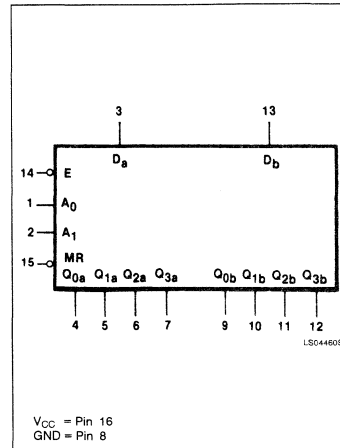 3 13
Da Db
14 E
1 A0
2 A1
15 MR
Q0a Q1a Q2a Q3a Q0b Q1b Q2b Q3b
4 5 6 7 9 10 11 12
LS04460S
VCC = Pin 16
GND = Pin 8